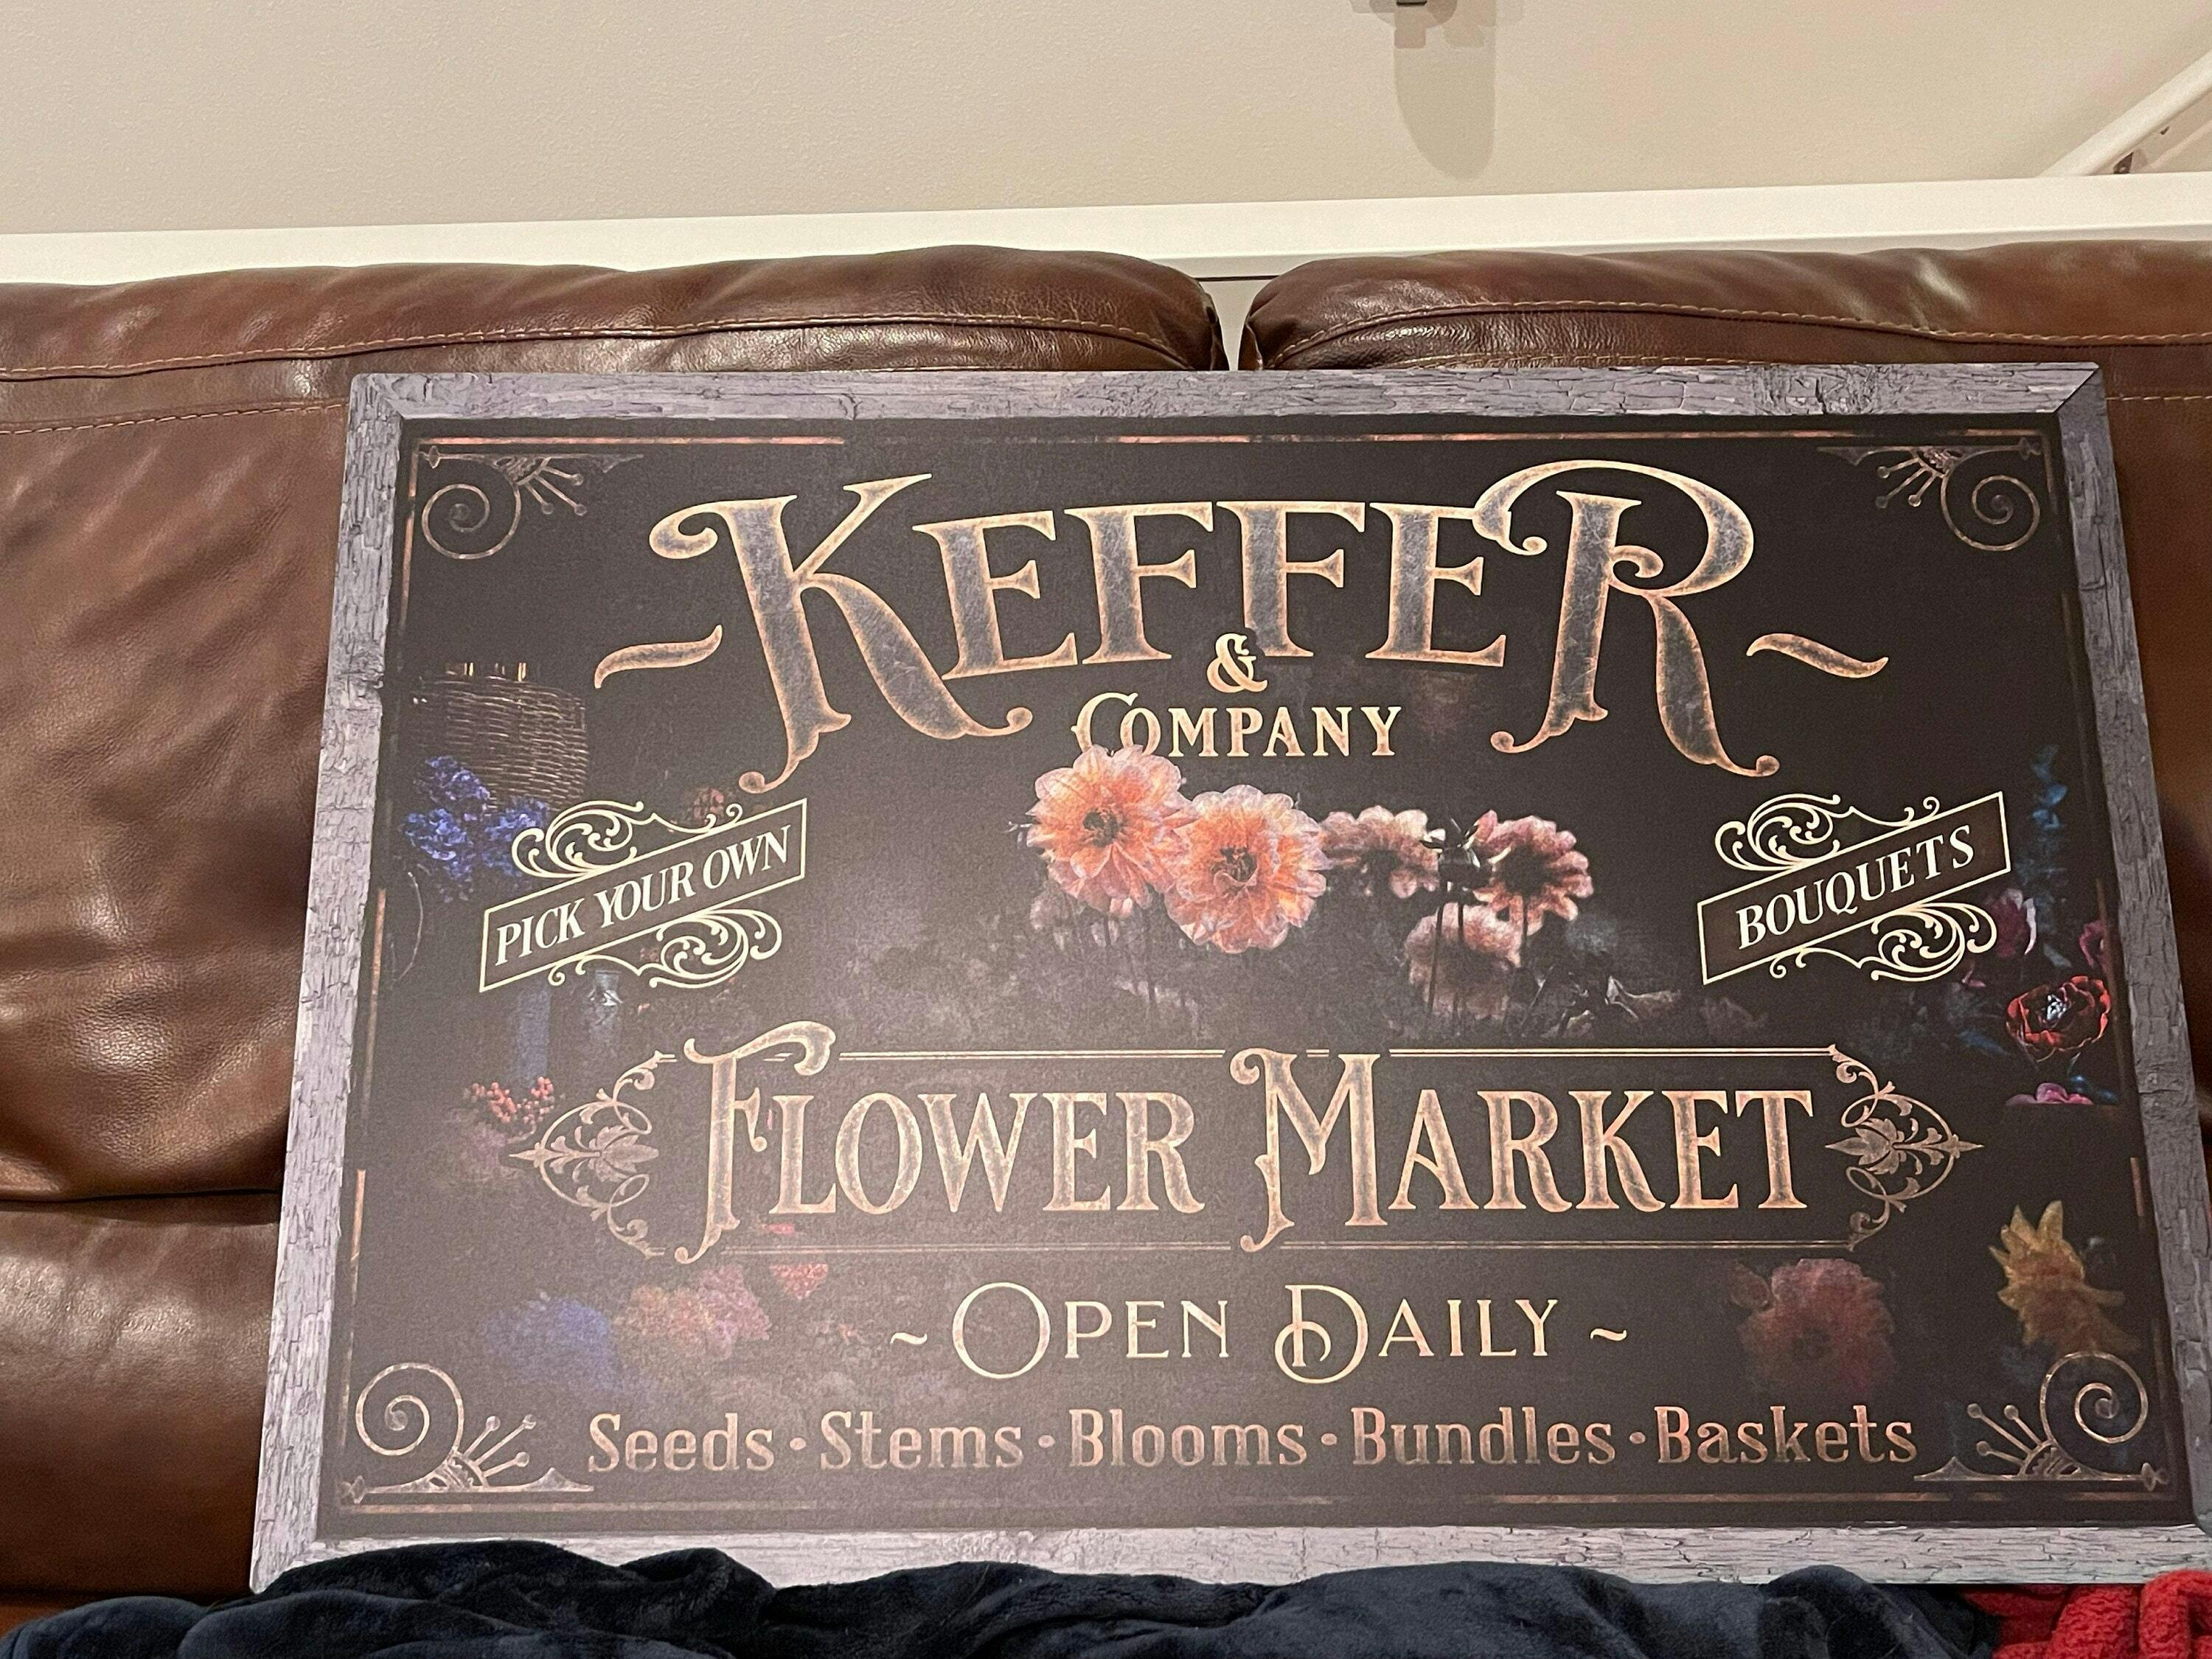 ~KEFFER~
&
COMPANY
PICK YOUR OWN
BOUQUETS
FLOWER MARKET
~ OPEN DAILY ~
Seeds • Stems • Blooms • Bundles • Baskets